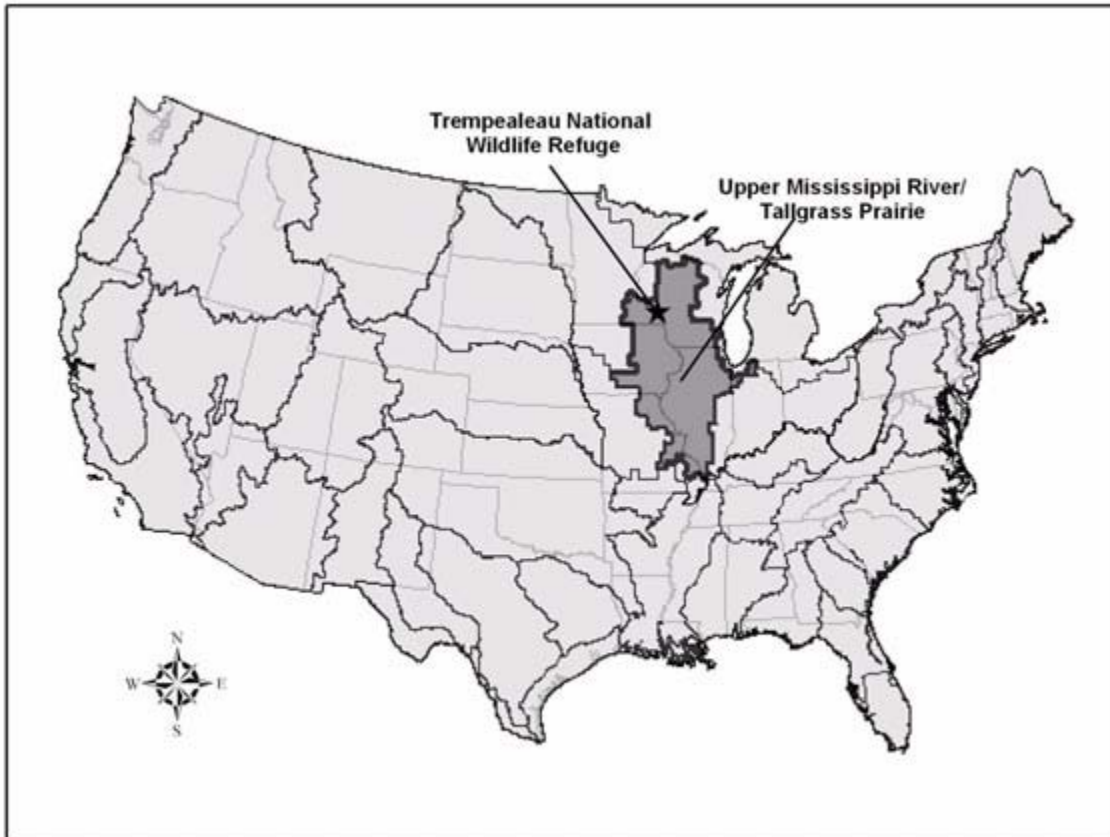 Trempealeau National
Wildlife Refuge
Upper Mississippi River/
Tallgrass Prairie
N
W
E
S